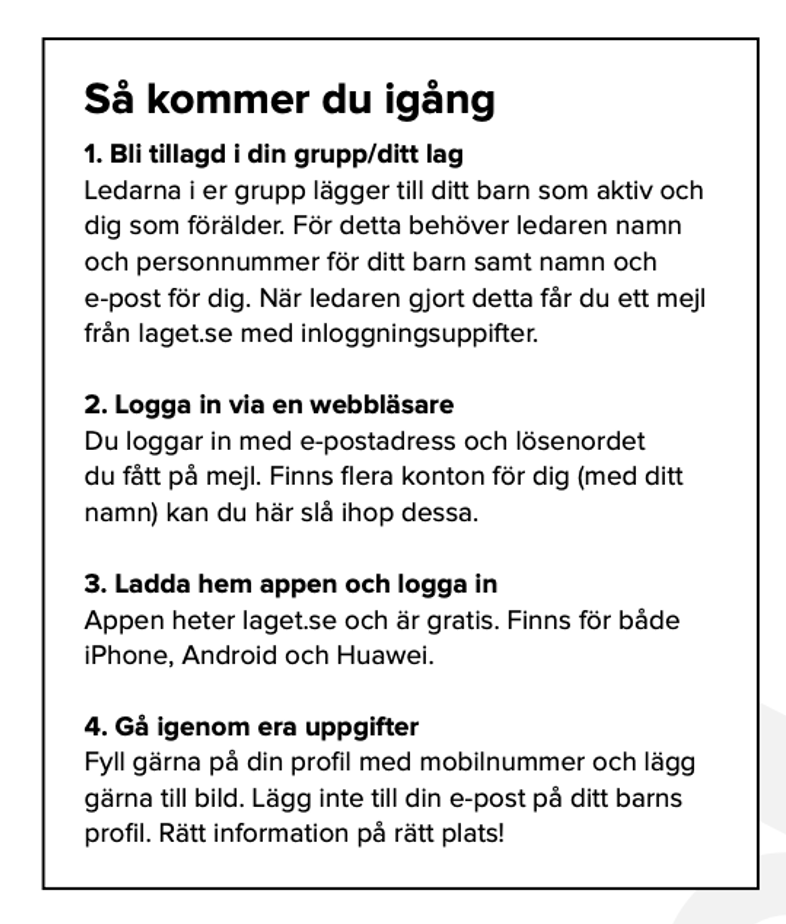 Så kommer du igång
1. Bli tillagd i din grupp/ditt lag
Ledarna i er grupp lägger till ditt barn som aktiv och
dig som förälder. För detta behöver ledaren namn
och personnummer för ditt barn samt namn och
e-post för dig. När ledaren gjort detta får du ett mejl
från laget.se med inloggningsuppifter.
2. Logga in via en webbläsare
Du loggar in med e-postadress och lösenordet
du fått på mejl. Finns flera konton för dig (med ditt
namn) kan du här slå ihop dessa.
3. Ladda hem appen och logga in
Appen heter laget.se och är gratis. Finns för både
iPhone, Android och Huawei.
4. Gå igenom era uppgifter
Fyll gärna på din profil med mobilnummer och lägg
gärna till bild. Lägg inte till din e-post på ditt barns
profil. Rätt information på rätt plats!